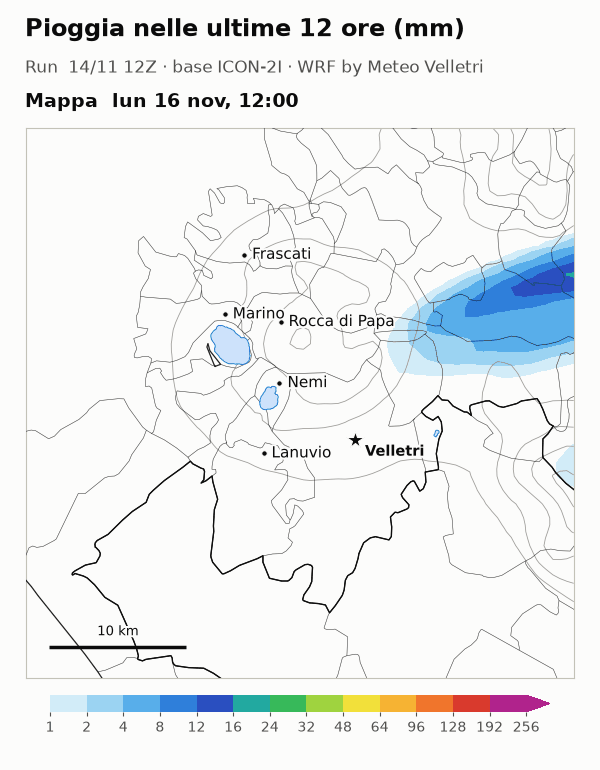 Pioggia nelle ultime 12 ore (mm)
Run  14/11 12Z · base ICON-2I · WRF by Meteo Velletri
Mappa  lun 16 nov, 12:00
Frascati
Marino
Rocca di Papa
Nemi
Velletri
Lanuvio
10 km
1 2 4 8 12 16 24 32 48 64 96 128 192 256